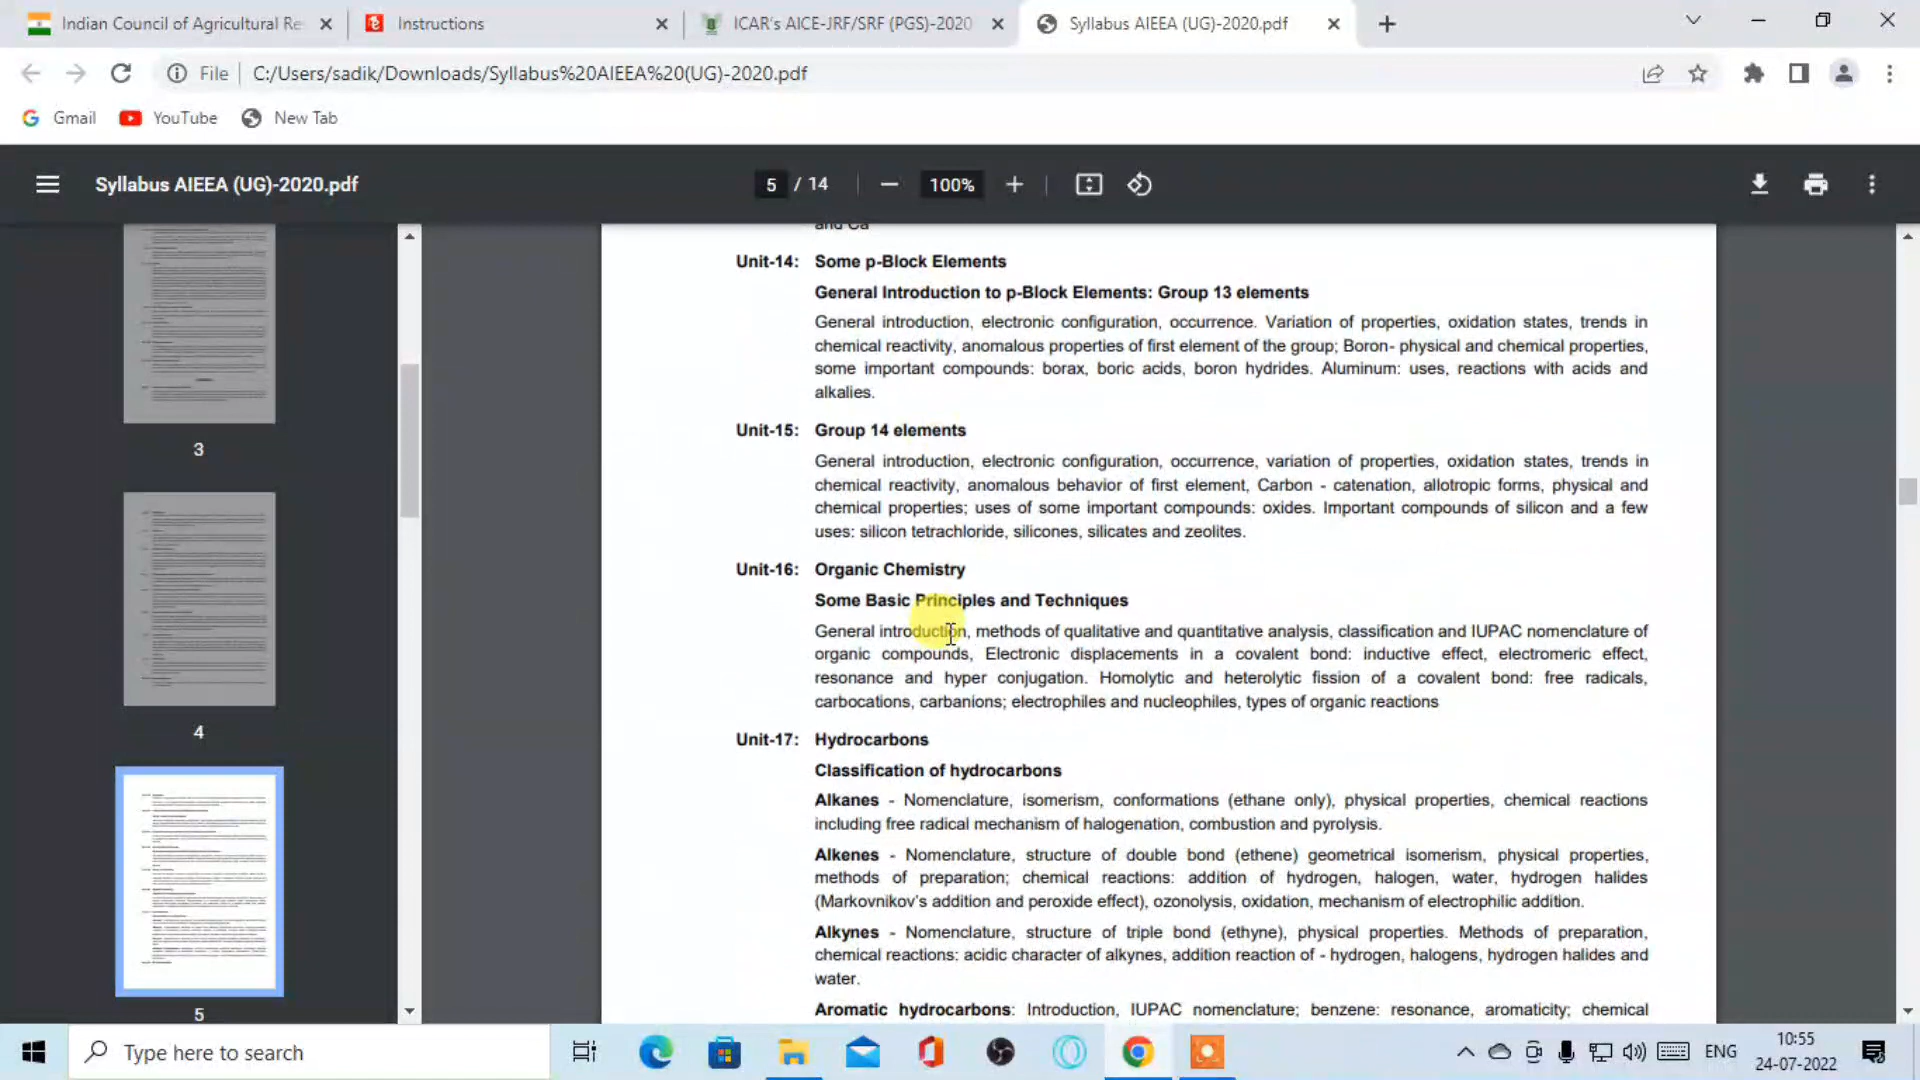 Indian Council of Agricultural Re
Instructions
ICAR's AICE-JRF/SRF (PGS)-2020
Syllabus AIEEA (UG)-2020.pdf
File
C:/Users/sadik/Downloads/Syllabus%20AIEEA%20(UG)-2020.pdf
Gmail
YouTube
New Tab
Syllabus AIEEA (UG)-2020.pdf
5 / 14
100%
3
4
5
and Ca
Unit-14: Some p-Block Elements
General Introduction to p-Block Elements: Group 13 elements
General introduction, electronic configuration, occurrence. Variation of properties, oxidation states, trends in
chemical reactivity, anomalous properties of first element of the group; Boron- physical and chemical properties,
some important compounds: borax, boric acids, boron hydrides. Aluminum: uses, reactions with acids and
alkalies.
Unit-15: Group 14 elements
General introduction, electronic configuration, occurrence, variation of properties, oxidation states, trends in
chemical reactivity, anomalous behavior of first element, Carbon - catenation, allotropic forms, physical and
chemical properties; uses of some important compounds: oxides. Important compounds of silicon and a few
uses: silicon tetrachloride, silicones, silicates and zeolites.
Unit-16: Organic Chemistry
Some Basic Principles and Techniques
General introduction, methods of qualitative and quantitative analysis, classification and IUPAC nomenclature of
organic compounds, Electronic displacements in a covalent bond: inductive effect, electromeric effect,
resonance and hyper conjugation. Homolytic and heterolytic fission of a covalent bond: free radicals,
carbocations, carbanions; electrophiles and nucleophiles, types of organic reactions
Unit-17: Hydrocarbons
Classification of hydrocarbons
Alkanes - Nomenclature, isomerism, conformations (ethane only), physical properties, chemical reactions
including free radical mechanism of halogenation, combustion and pyrolysis.
Alkenes - Nomenclature, structure of double bond (ethene) geometrical isomerism, physical properties,
methods of preparation; chemical reactions: addition of hydrogen, halogen, water, hydrogen halides
(Markovnikov's addition and peroxide effect), ozonolysis, oxidation, mechanism of electrophilic addition.
Alkynes - Nomenclature, structure of triple bond (ethyne), physical properties. Methods of preparation,
chemical reactions: acidic character of alkynes, addition reaction of - hydrogen, halogens, hydrogen halides and
water.
Aromatic hydrocarbons: Introduction, IUPAC nomenclature; benzene: resonance, aromaticity; chemical
Type here to search
ENG
10:55
24-07-2022